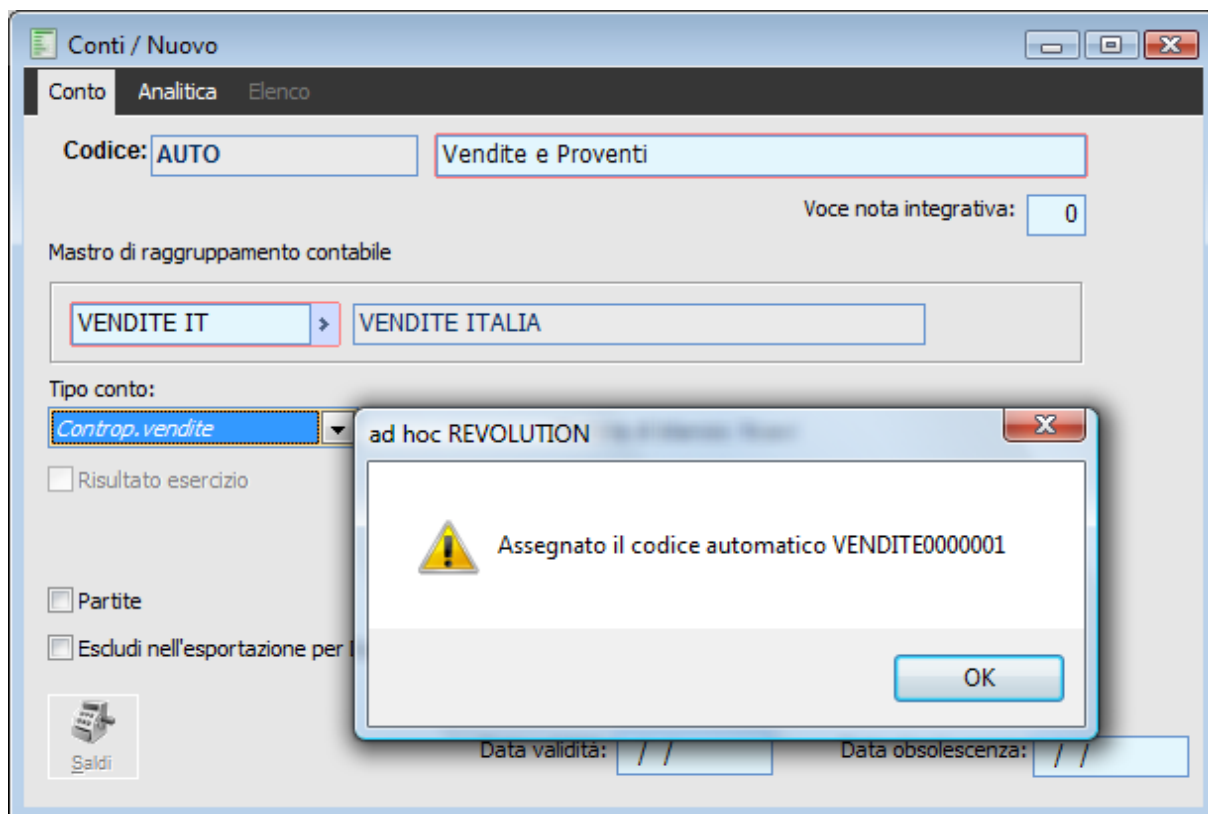 Conti / Nuovo
Conto Analitica Elenco
Codice: AUTO Vendite e Proventi
Voce nota integrativa: 0
Mastro di raggruppamento contabile
VENDITE IT VENDITE ITALIA
Tipo conto:
Controp.vendite
ad hoc REVOLUTION
Risultato esercizio
Assegnato il codice automatico VENDITE0000001
Partite
Escludi nell'esportazione per
OK
Saldi
Data validità: / / Data obsolescenza: / /